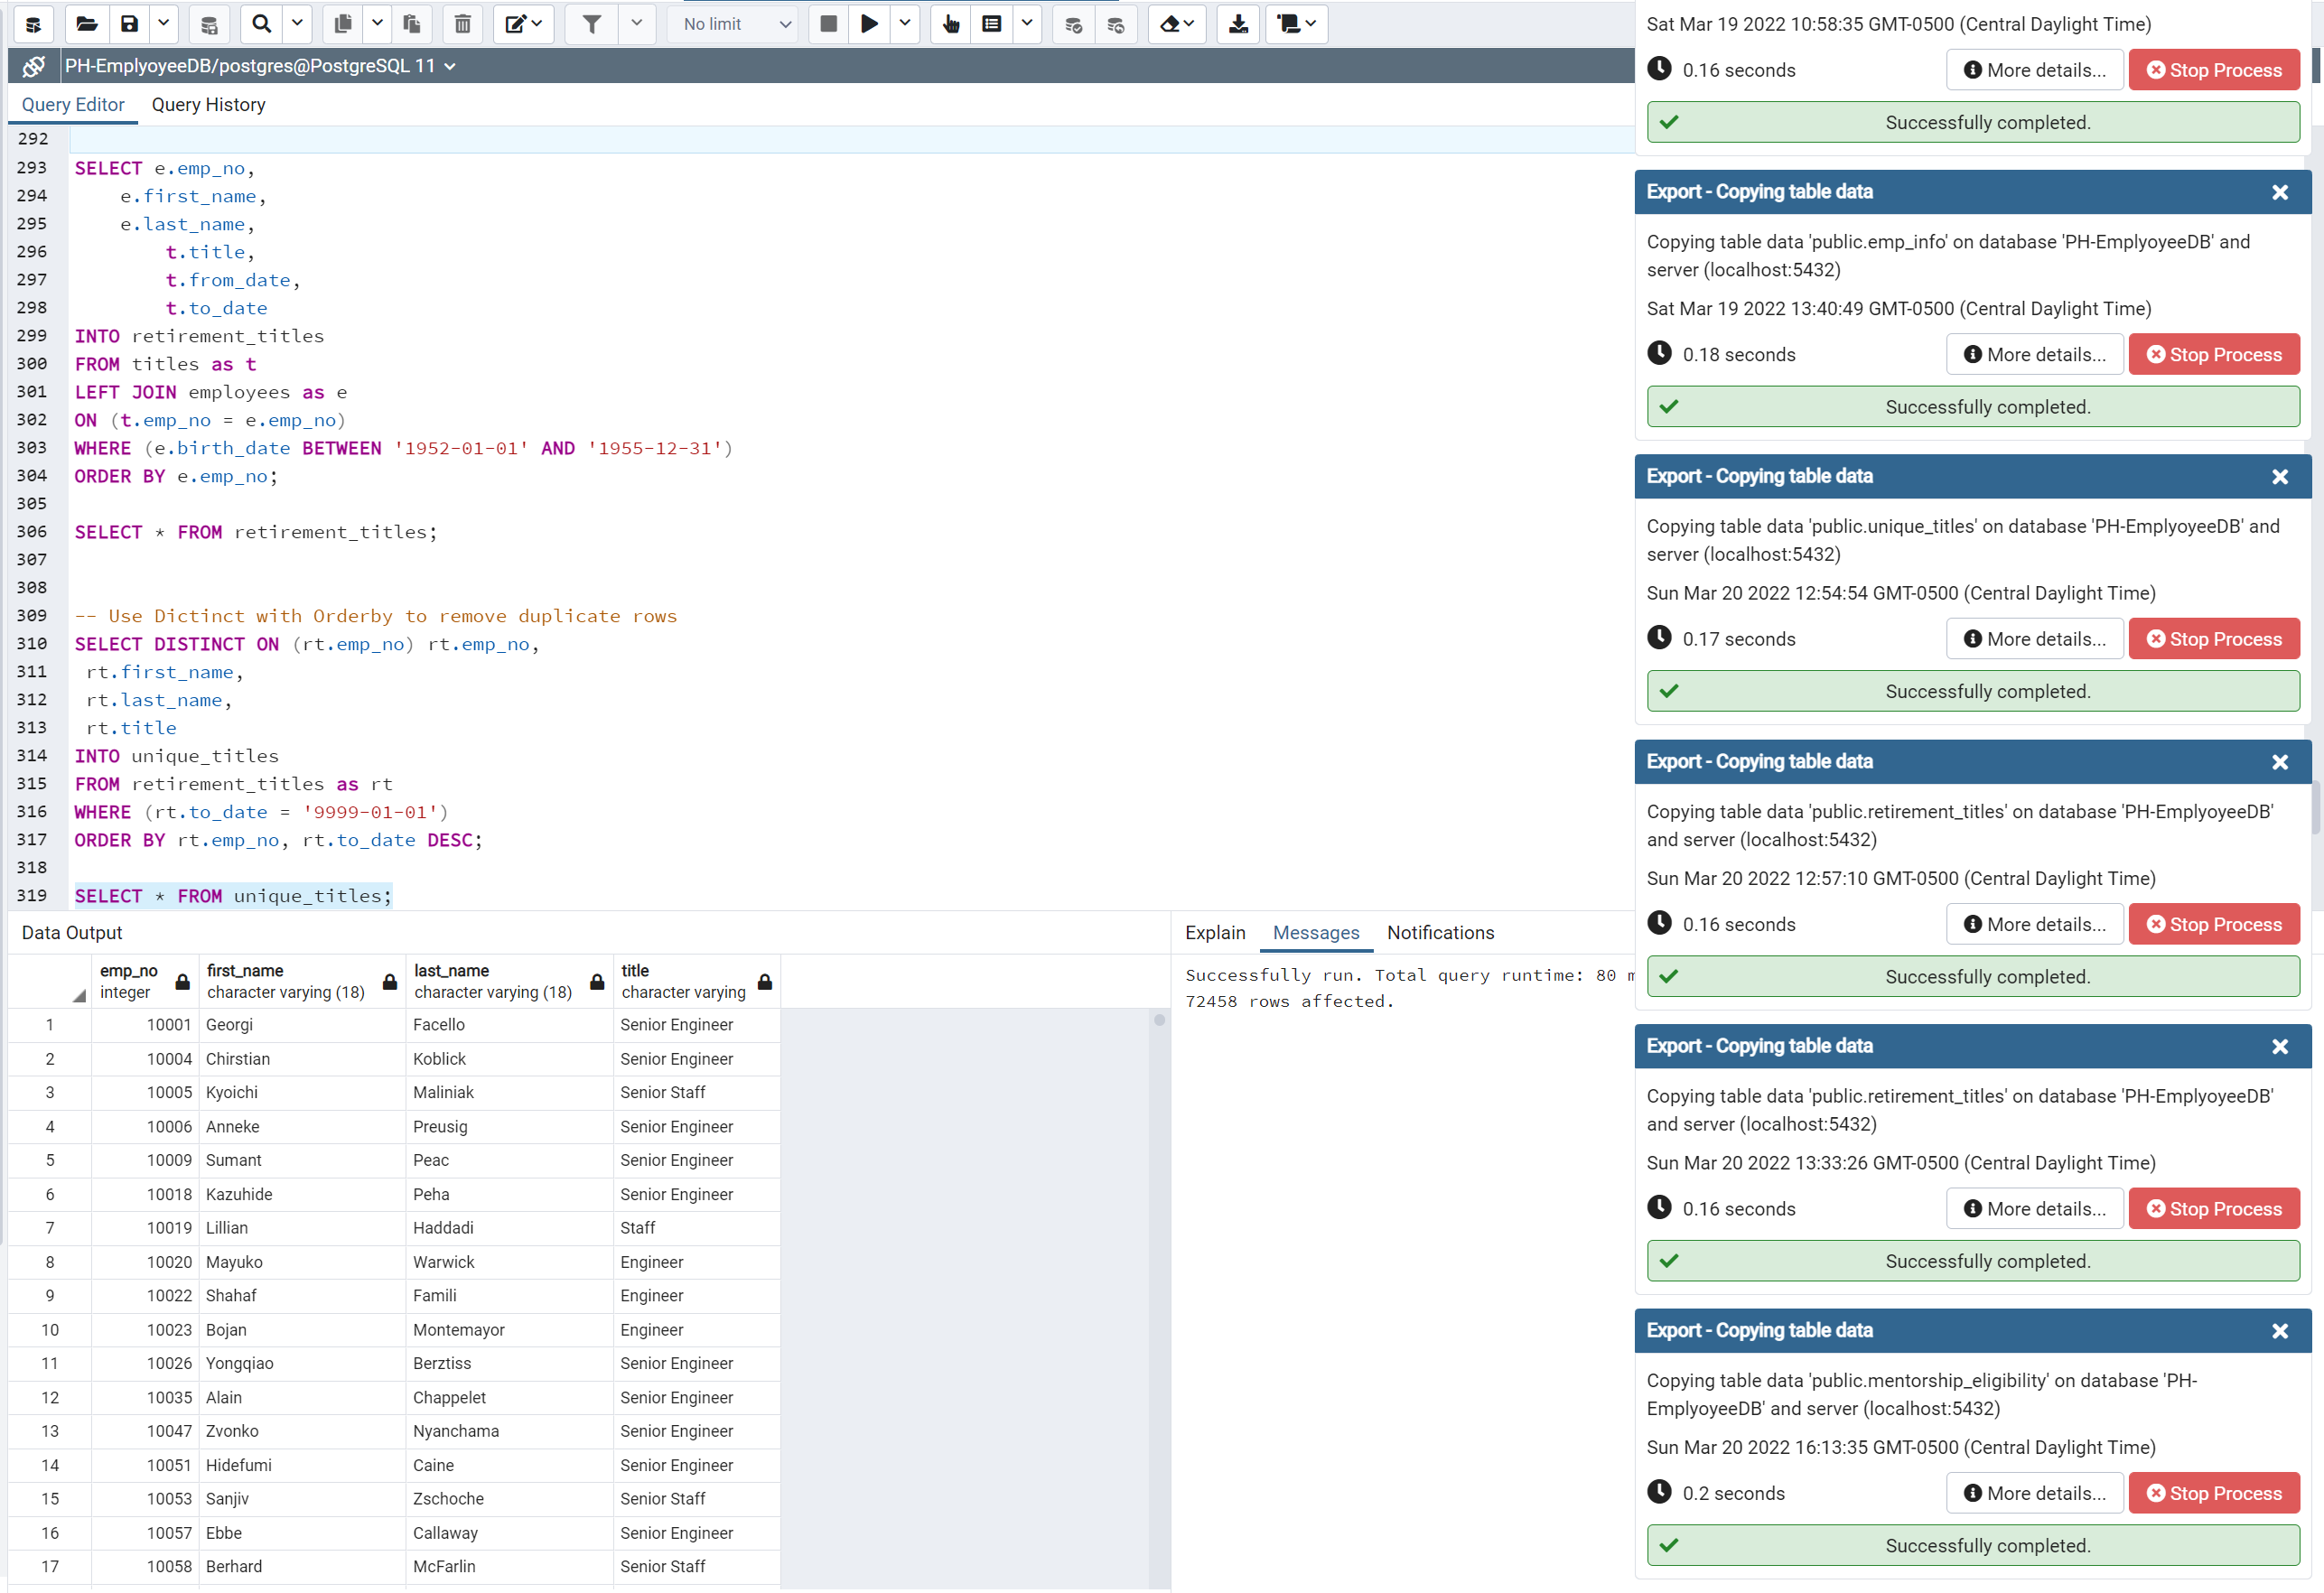 No limit
PH-EmplyoyeeDB/postgres@PostgreSQL 11
Query Editor Query History
292
293 SELECT e.emp_no,
294 e.first_name,
295 e.last_name,
296 t.title,
297 t.from_date,
298 t.to_date
299 INTO retirement_titles
300 FROM titles as t
301 LEFT JOIN employees as e
302 ON (t.emp_no = e.emp_no)
303 WHERE (e.birth_date BETWEEN '1952-01-01' AND '1955-12-31')
304 ORDER BY e.emp_no;
305
306 SELECT * FROM retirement_titles;
307
308
309 -- Use Dictinct with Orderby to remove duplicate rows
310 SELECT DISTINCT ON (rt.emp_no) rt.emp_no,
311 rt.first_name,
312 rt.last_name,
313 rt.title
314 INTO unique_titles
315 FROM retirement_titles as rt
316 WHERE (rt.to_date = '9999-01-01')
317 ORDER BY rt.emp_no, rt.to_date DESC;
318
319 SELECT * FROM unique_titles;
Data Output
emp_no first_name last_name title
integer character varying (18) character varying (18) character varying
1 10001 Georgi Facello Senior Engineer
2 10004 Chirstian Koblick Senior Engineer
3 10005 Kyoichi Maliniak Senior Staff
4 10006 Anneke Preusig Senior Engineer
5 10009 Sumant Peac Senior Engineer
6 10018 Kazuhide Peha Senior Engineer
7 10019 Lillian Haddadi Staff
8 10020 Mayuko Warwick Engineer
9 10022 Shahaf Famili Engineer
10 10023 Bojan Montemayor Engineer
11 10026 Yongqiao Berztiss Senior Engineer
12 10035 Alain Chappelet Senior Engineer
13 10047 Zvonko Nyanchama Senior Engineer
14 10051 Hidefumi Caine Senior Engineer
15 10053 Sanjiv Zschoche Senior Staff
16 10057 Ebbe Callaway Senior Engineer
17 10058 Berhard McFarlin Senior Staff
Explain Messages Notifications
Successfully run. Total query runtime: 80 m
72458 rows affected.
Sat Mar 19 2022 10:58:35 GMT-0500 (Central Daylight Time)
0.16 seconds More details... Stop Process
Successfully completed.
Export - Copying table data
Copying table data 'public.emp_info' on database 'PH-EmplyoyeeDB' and
server (localhost:5432)
Sat Mar 19 2022 13:40:49 GMT-0500 (Central Daylight Time)
0.18 seconds More details... Stop Process
Successfully completed.
Export - Copying table data
Copying table data 'public.unique_titles' on database 'PH-EmplyoyeeDB' and
server (localhost:5432)
Sun Mar 20 2022 12:54:54 GMT-0500 (Central Daylight Time)
0.17 seconds More details... Stop Process
Successfully completed.
Export - Copying table data
Copying table data 'public.retirement_titles' on database 'PH-EmplyoyeeDB'
and server (localhost:5432)
Sun Mar 20 2022 12:57:10 GMT-0500 (Central Daylight Time)
0.16 seconds More details... Stop Process
Successfully completed.
Export - Copying table data
Copying table data 'public.retirement_titles' on database 'PH-EmplyoyeeDB'
and server (localhost:5432)
Sun Mar 20 2022 13:33:26 GMT-0500 (Central Daylight Time)
0.16 seconds More details... Stop Process
Successfully completed.
Export - Copying table data
Copying table data 'public.mentorship_eligibility' on database 'PH-
EmplyoyeeDB' and server (localhost:5432)
Sun Mar 20 2022 16:13:35 GMT-0500 (Central Daylight Time)
0.2 seconds More details... Stop Process
Successfully completed.